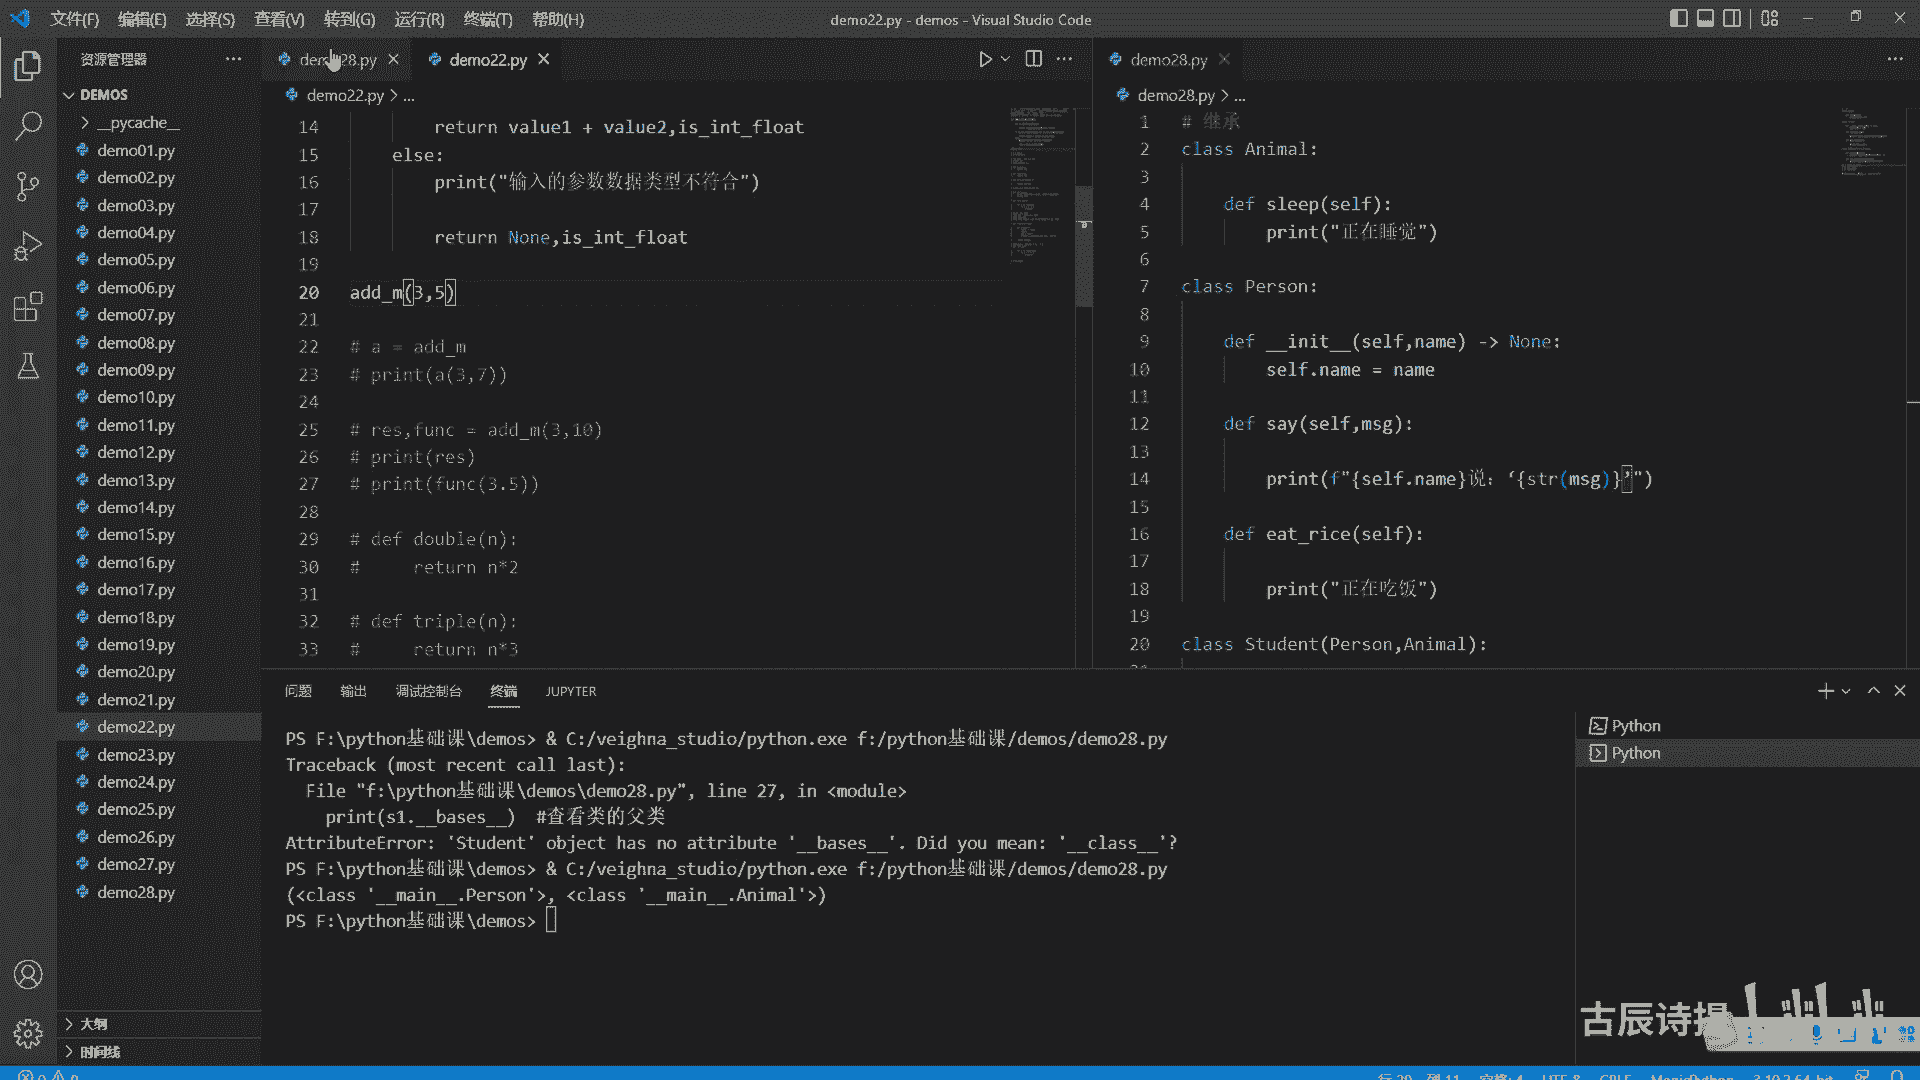 文件(F) 编辑(E) 选择(S) 查看(V) 转到(G) 运行(R) 终端(T) 帮助(H)
demo22.py - demos - Visual Studio Code
资源管理器
DEMOS
__pycache__
demo01.py
demo02.py
demo03.py
demo04.py
demo05.py
demo06.py
demo07.py
demo08.py
demo09.py
demo10.py
demo11.py
demo12.py
demo13.py
demo14.py
demo15.py
demo16.py
demo17.py
demo18.py
demo19.py
demo20.py
demo21.py
demo22.py
demo23.py
demo24.py
demo25.py
demo26.py
demo27.py
demo28.py
大纲
时间线
demo28.py
demo22.py
demo22.py > ...
14 return value1 + value2,is_int_float
15 else:
16 print("输入的参数数据类型不符合")
17
18 return None,is_int_float
19
20 add_m(3,5)
21
22 # a = add_m
23 # print(a(3,7))
24
25 # res,func = add_m(3,10)
26 # print(res)
27 # print(func(3.5))
28
29 # def double(n):
30 # return n*2
31
32 # def triple(n):
33 # return n*3
demo28.py
demo28.py > ...
1 # 继承
2 class Animal:
3
4 def sleep(self):
5 print("正在睡觉")
6
7 class Person:
8
9 def __init__(self,name) -> None:
10 self.name = name
11
12 def say(self,msg):
13
14 print(f"{self.name}说：‘{str(msg)}’")
15
16 def eat_rice(self):
17
18 print("正在吃饭")
19
20 class Student(Person,Animal):
问题 输出 调试控制台 终端 JUPYTER
PS F:\python基础课\demos> & C:/veighna_studio/python.exe f:/python基础课/demos/demo28.py
Traceback (most recent call last):
File "f:\python基础课\demos\demo28.py", line 27, in <module>
print(s1.__bases__) #查看类的父类
AttributeError: 'Student' object has no attribute '__bases__'. Did you mean: '__class__'?
PS F:\python基础课\demos> & C:/veighna_studio/python.exe f:/python基础课/demos/demo28.py
(<class '__main__.Person'>, <class '__main__.Animal'>)
PS F:\python基础课\demos>
Python
Python
古辰诗提